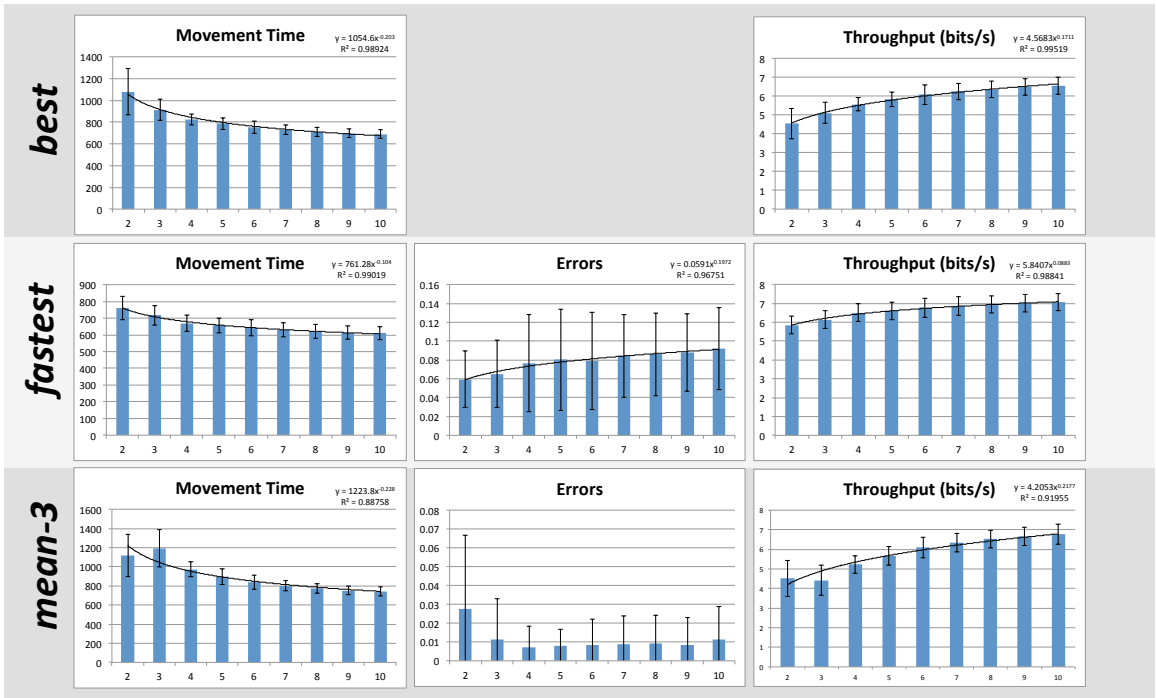 best
Movement Time
y = 1054.6x^-0.203
R² = 0.98924
1400
1200
1000
800
600
400
200
0
2 3 4 5 6 7 8 9 10
Throughput (bits/s)
y = 4.5683x^0.1711
R² = 0.99519
8
7
6
5
4
3
2
1
0
2 3 4 5 6 7 8 9 10
fastest
Movement Time
y = 761.28x^-0.104
R² = 0.99019
900
800
700
600
500
400
300
200
100
0
2 3 4 5 6 7 8 9 10
Errors
y = 0.0591x^0.1972
R² = 0.96751
0.16
0.14
0.12
0.10
0.08
0.06
0.04
0.02
0
2 3 4 5 6 7 8 9 10
Throughput (bits/s)
y = 5.8407x^0.0883
R² = 0.98841
8
7
6
5
4
3
2
1
0
2 3 4 5 6 7 8 9 10
mean-3
Movement Time
y = 1223.8x^-0.228
R² = 0.88758
1600
1400
1200
1000
800
600
400
200
0
2 3 4 5 6 7 8 9 10
Errors
0.08
0.07
0.06
0.05
0.04
0.03
0.02
0.01
0
2 3 4 5 6 7 8 9 10
Throughput (bits/s)
y = 4.2053x^0.2177
R² = 0.91955
8
7
6
5
4
3
2
1
0
2 3 4 5 6 7 8 9 10